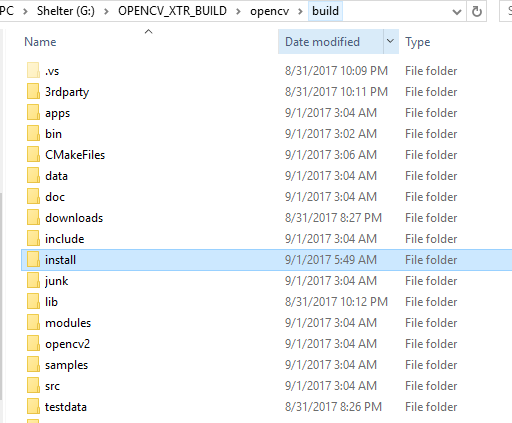 PC > Shelter (G:) > OPENCV_XTR_BUILD > opencv > build
Name Date modified Type
.vs 8/31/2017 10:09 PM File folder
3rdparty 8/31/2017 10:11 PM File folder
apps 9/1/2017 3:04 AM File folder
bin 9/1/2017 3:02 AM File folder
CMakeFiles 9/1/2017 3:06 AM File folder
data 9/1/2017 3:04 AM File folder
doc 9/1/2017 3:04 AM File folder
downloads 8/31/2017 8:27 PM File folder
include 9/1/2017 3:04 AM File folder
install 9/1/2017 5:49 AM File folder
junk 9/1/2017 3:04 AM File folder
lib 8/31/2017 10:12 PM File folder
modules 9/1/2017 3:04 AM File folder
opencv2 9/1/2017 3:04 AM File folder
samples 9/1/2017 3:04 AM File folder
src 9/1/2017 3:04 AM File folder
testdata 8/31/2017 8:26 PM File folder